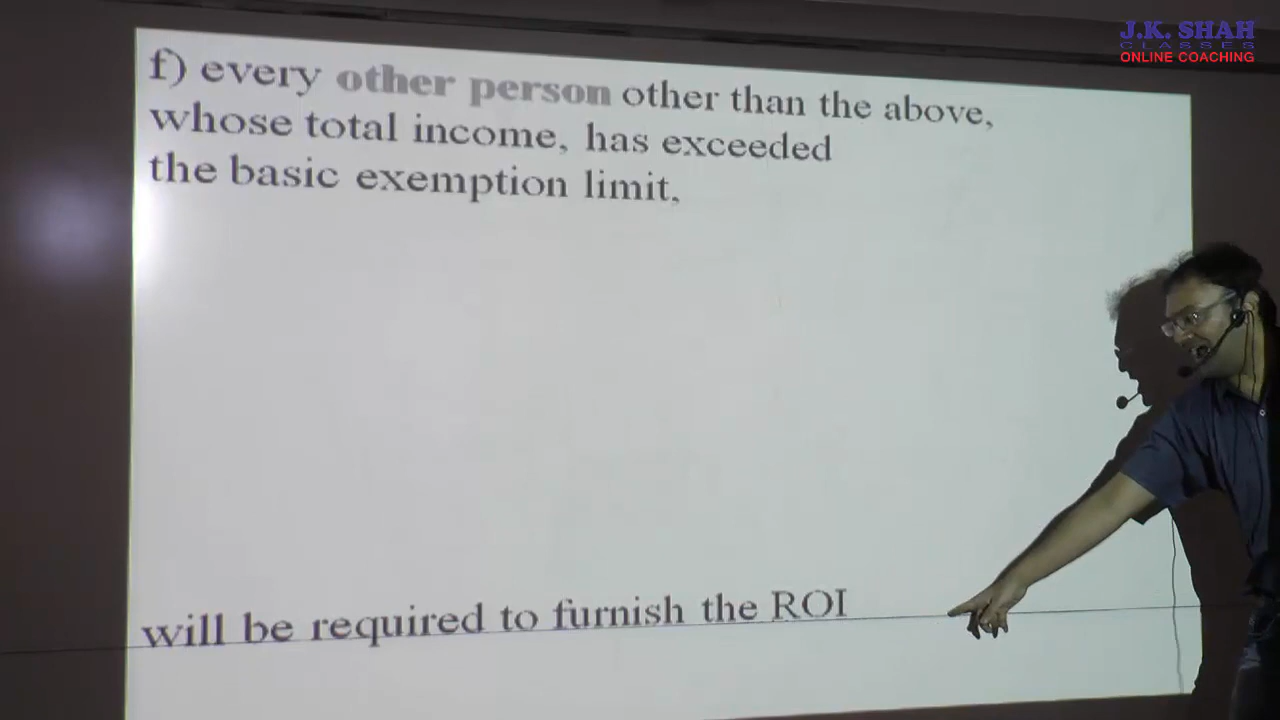 J.K. SHAH
CLASSES
ONLINE COACHING
f) every other person other than the above,
whose total income, has exceeded
the basic exemption limit,
will be required to furnish the ROI